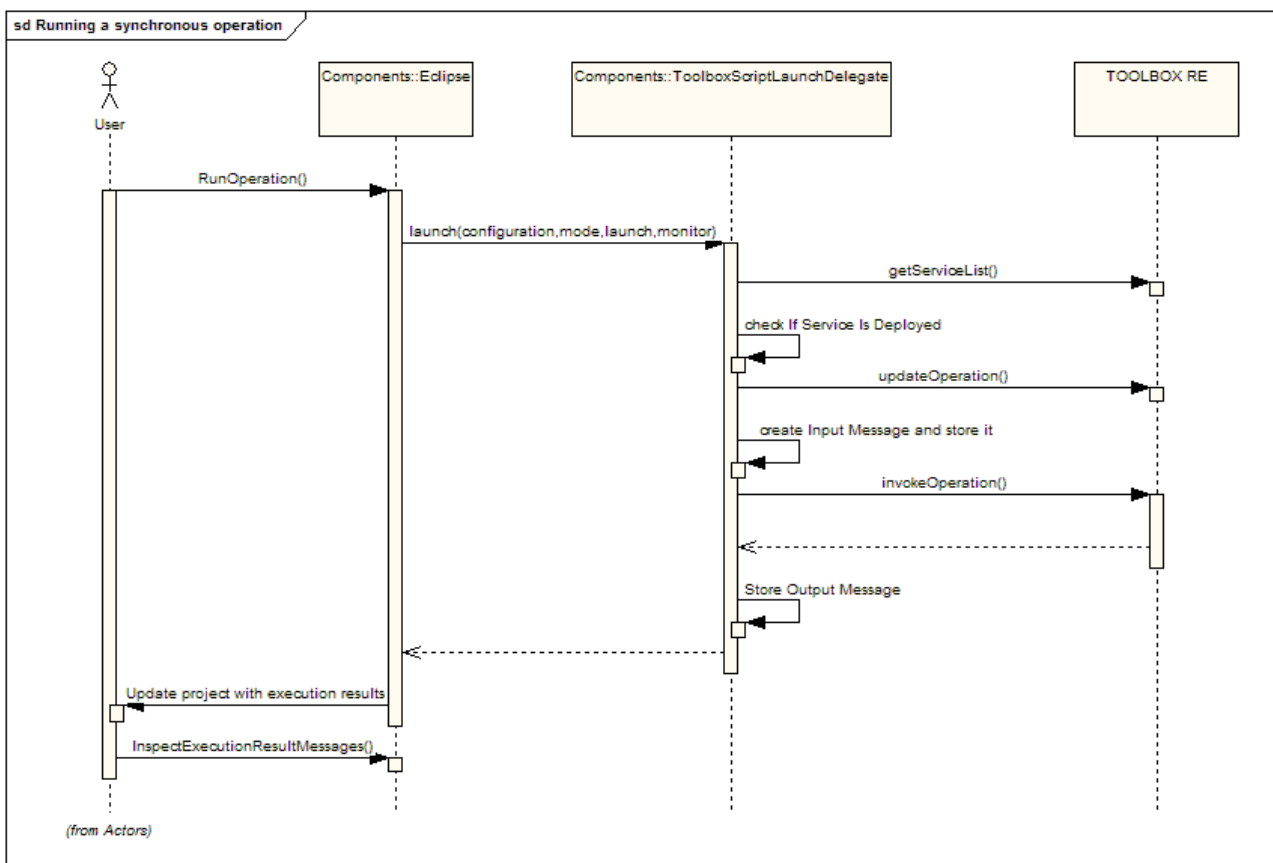 sd Running a synchronous operation
User
Components::Eclipse
Components::ToolboxScriptLaunchDelegate
TOOLBOX RE
RunOperation()
launch(configuration,mode,launch,monitor)
getServiceList()
check If Service Is Deployed
updateOperation()
create Input Message and store it
invokeOperation()
Store Output Message
Update project with execution results
InspectExecutionResultMessages()
(from Actors)